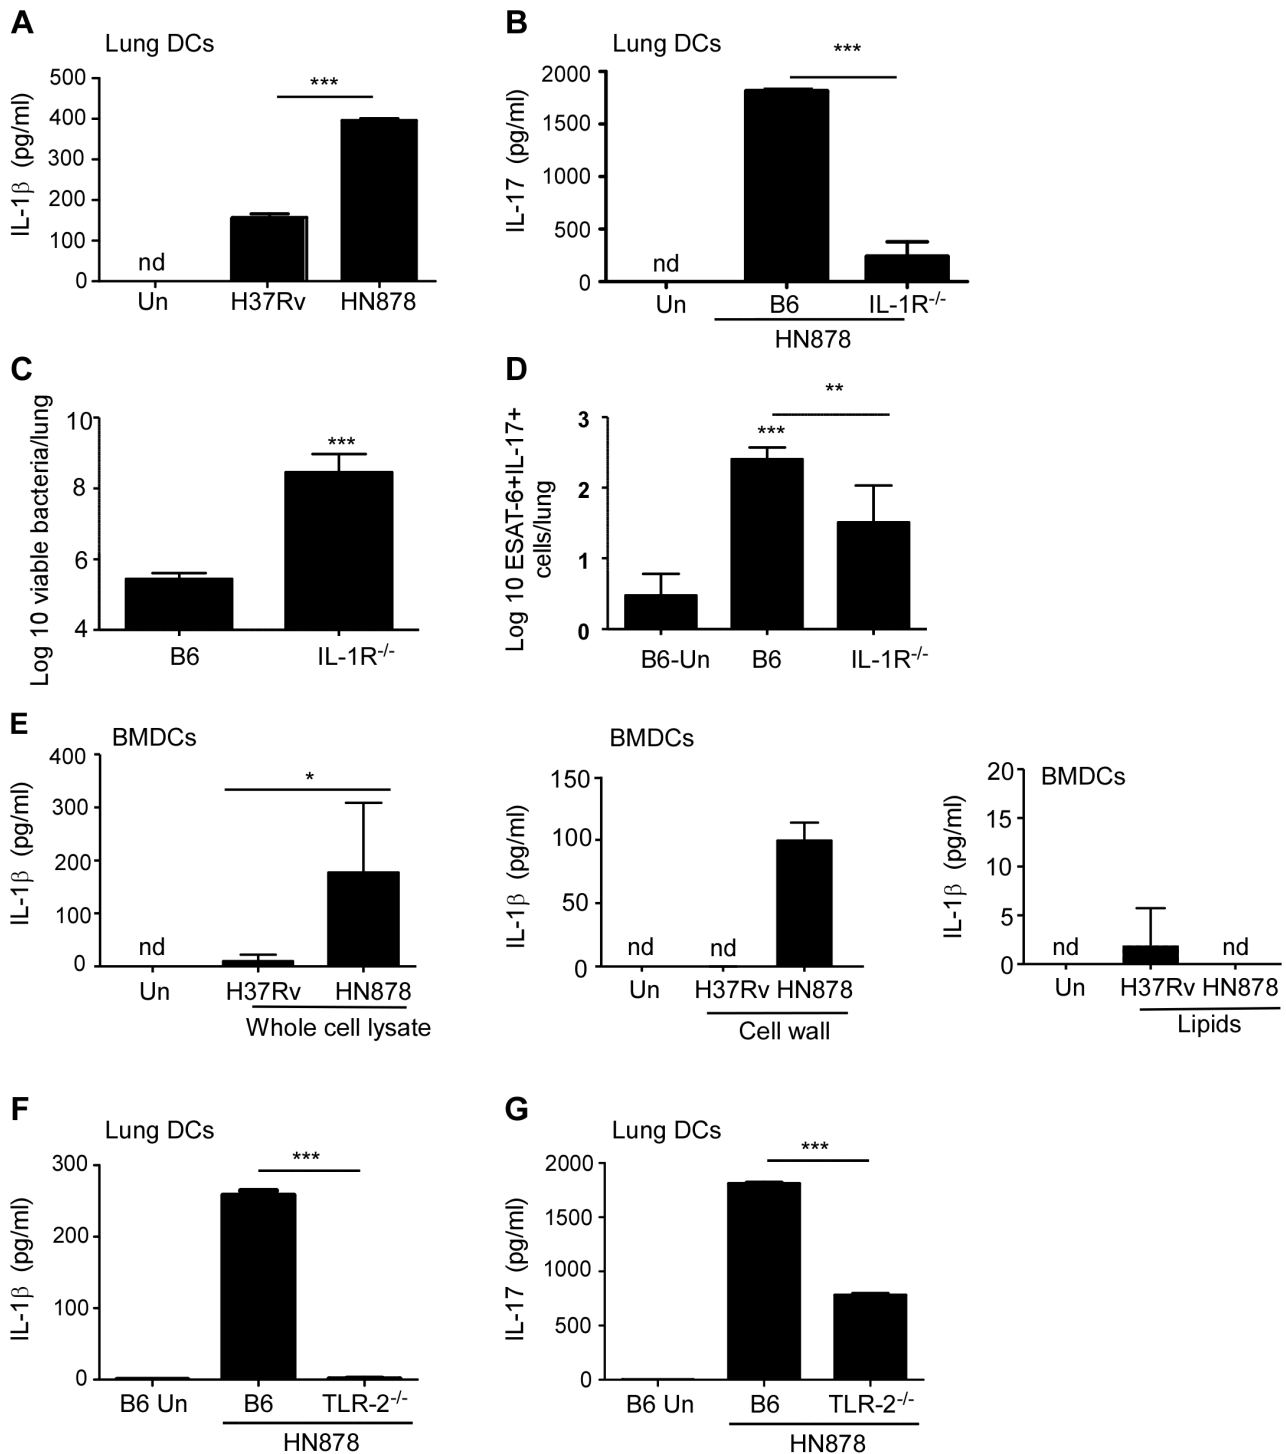 A
Lung DCs
IL-1β (pg/ml)
500
400
300
200
100
0
***
nd
Un
H37Rv
HN878
B
Lung DCs
IL-17 (pg/ml)
2000
1500
1000
500
0
***
nd
Un
B6
IL-1R-/-
HN878
C
Log 10 viable bacteria/lung
10
8
6
4
***
B6
IL-1R-/-
D
Log 10 ESAT-6+IL-17+
cells/lung
3
2
1
0
**
***
B6-Un
B6
IL-1R-/-
E
BMDCs
IL-1β (pg/ml)
400
300
200
100
0
*
nd
Un
H37Rv
HN878
Whole cell lysate
BMDCs
IL-1β (pg/ml)
150
100
50
0
nd
nd
Un
H37Rv HN878
Cell wall
BMDCs
IL-1β (pg/ml)
20
15
10
5
0
nd
nd
Un
H37Rv HN878
Lipids
F
Lung DCs
IL-1β (pg/ml)
300
200
100
0
***
B6 Un
B6
TLR-2-/-
HN878
G
Lung DCs
IL-17 (pg/ml)
2000
1500
1000
500
0
***
B6 Un
B6
TLR-2-/-
HN878